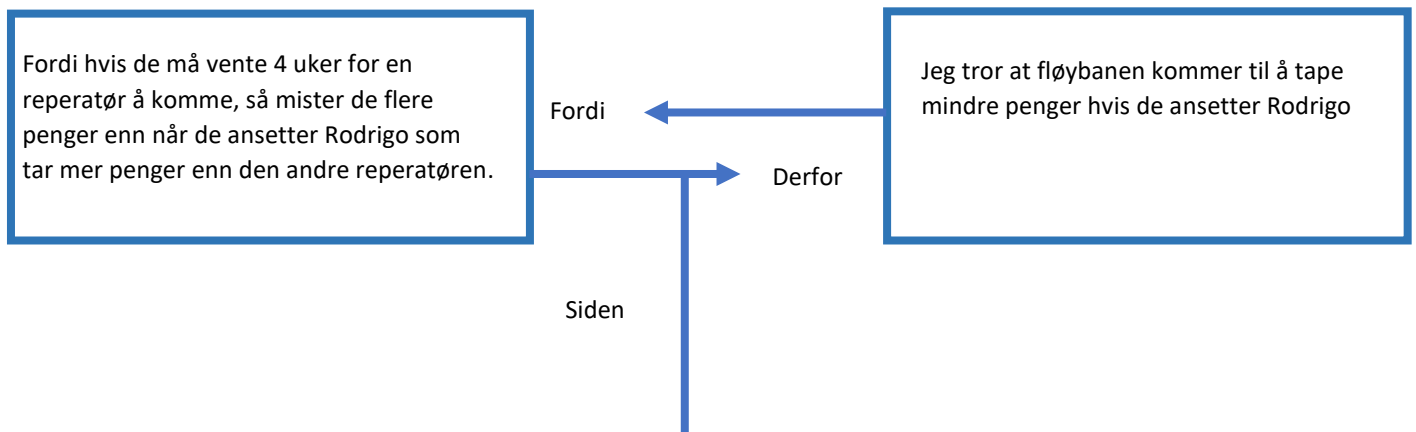 Fordi hvis de må vente 4 uker for en
reperatør å komme, så mister de flere
penger enn når de ansetter Rodrigo som
tar mer penger enn den andre reperatøren.
Fordi
Derfor
Siden
Jeg tror at fløybanen kommer til å tape
mindre penger hvis de ansetter Rodrigo